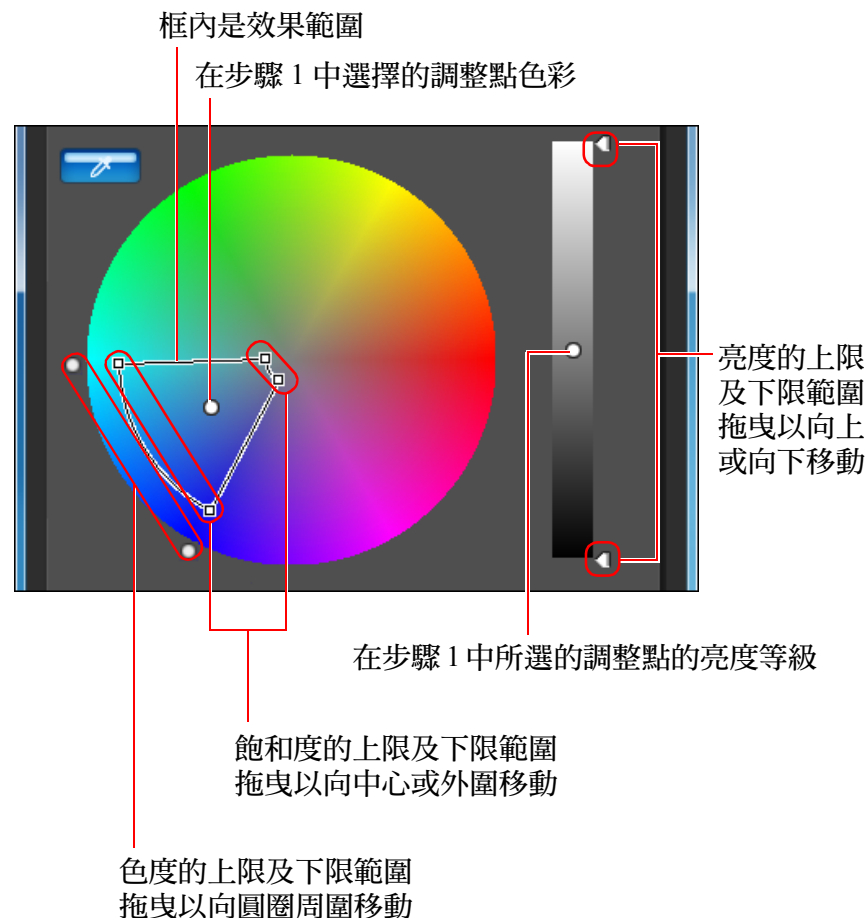 框內是效果範圍
在步驟 1 中選擇的調整點色彩
亮度的上限
及下限範圍
拖曳以向上
或向下移動
在步驟 1 中所選的調整點的亮度等級
飽和度的上限及下限範圍
拖曳以向中心或外圍移動
色度的上限及下限範圍
拖曳以向圓圈周圍移動